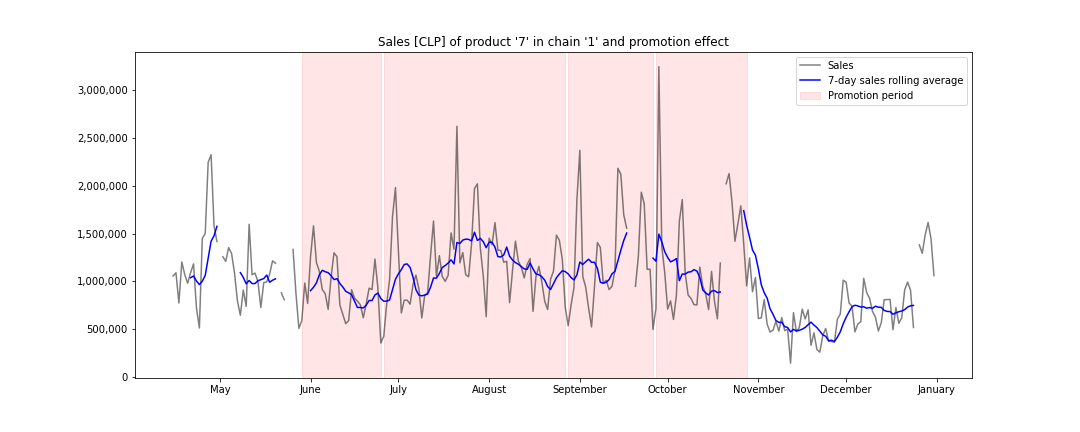 Sales [CLP] of product '7' in chain '1' and promotion effect
Sales
7-day sales rolling average
Promotion period
3,000,000
2,500,000
2,000,000
1,500,000
1,000,000
500,000
0
May June July August September October November December January